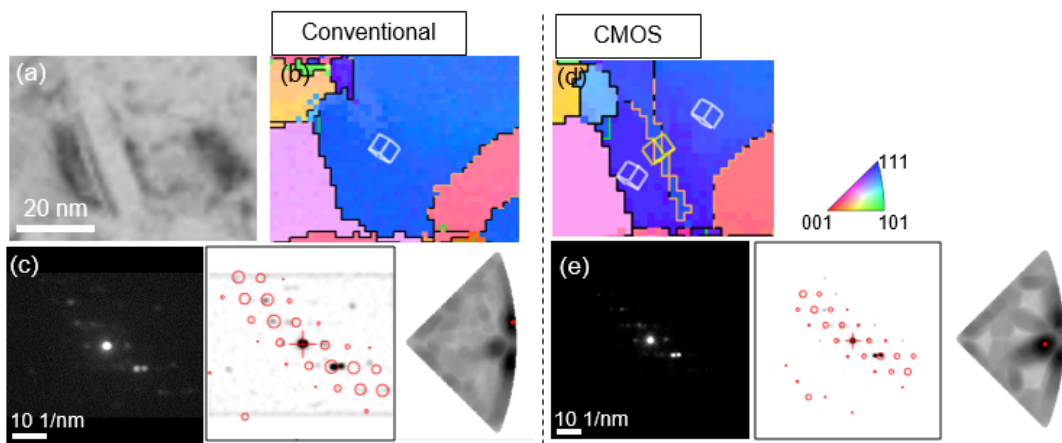 Conventional
CMOS
(a)
(b)
(d)
20 nm
111
001
101
(c)
(e)
10 1/nm
10 1/nm